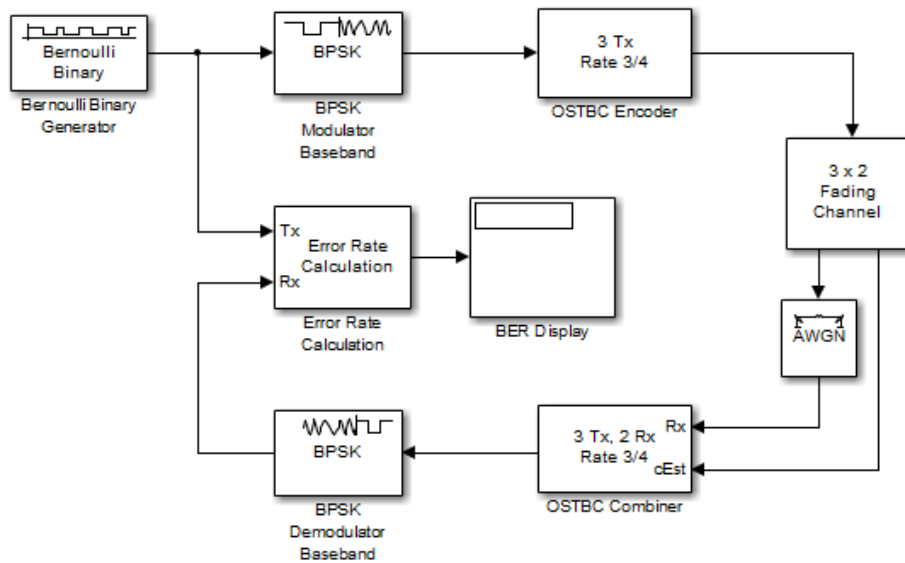 Bernoulli
Binary
Bernoulli Binary
Generator
BPSK
BPSK
Modulator
Baseband
3 Tx
Rate 3/4
OSTBC Encoder
3 x 2
Fading
Channel
Tx
Rx
Error Rate
Calculation
Error Rate
Calculation
BER Display
AWGN
BPSK
BPSK
Demodulator
Baseband
3 Tx, 2 Rx
Rate 3/4
Rx
cEst
OSTBC Combiner